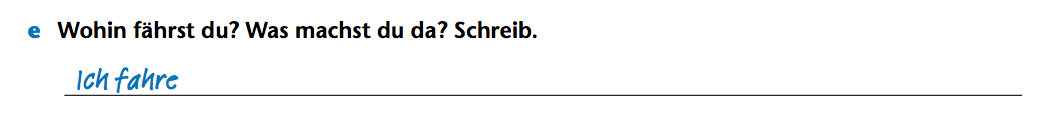 e Wohin fährst du? Was machst du da? Schreib.
Ich fahre